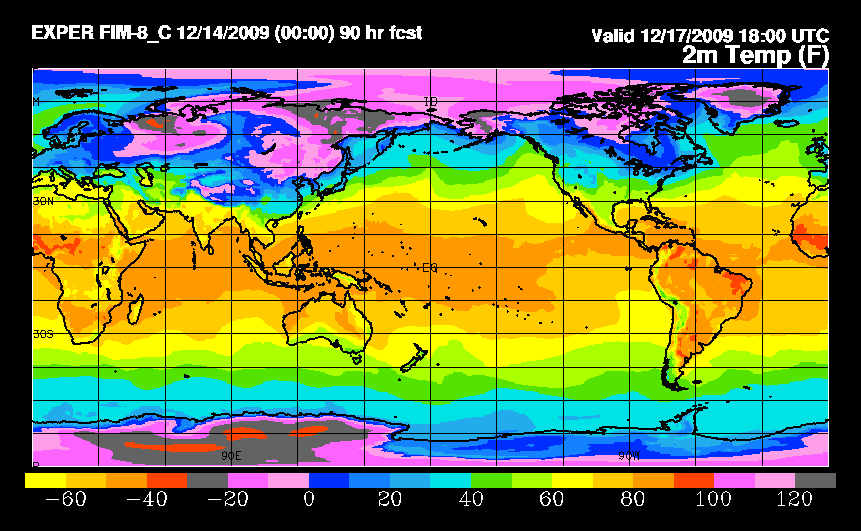 EXPER FIM-8_C 12/14/2009 (00:00) 90 hr fcst
Valid 12/17/2009 18:00 UTC
2m Temp (F)
ID
30N
EQ
30S
90E 90W
-60 -40 -20 0 20 40 60 80 100 120